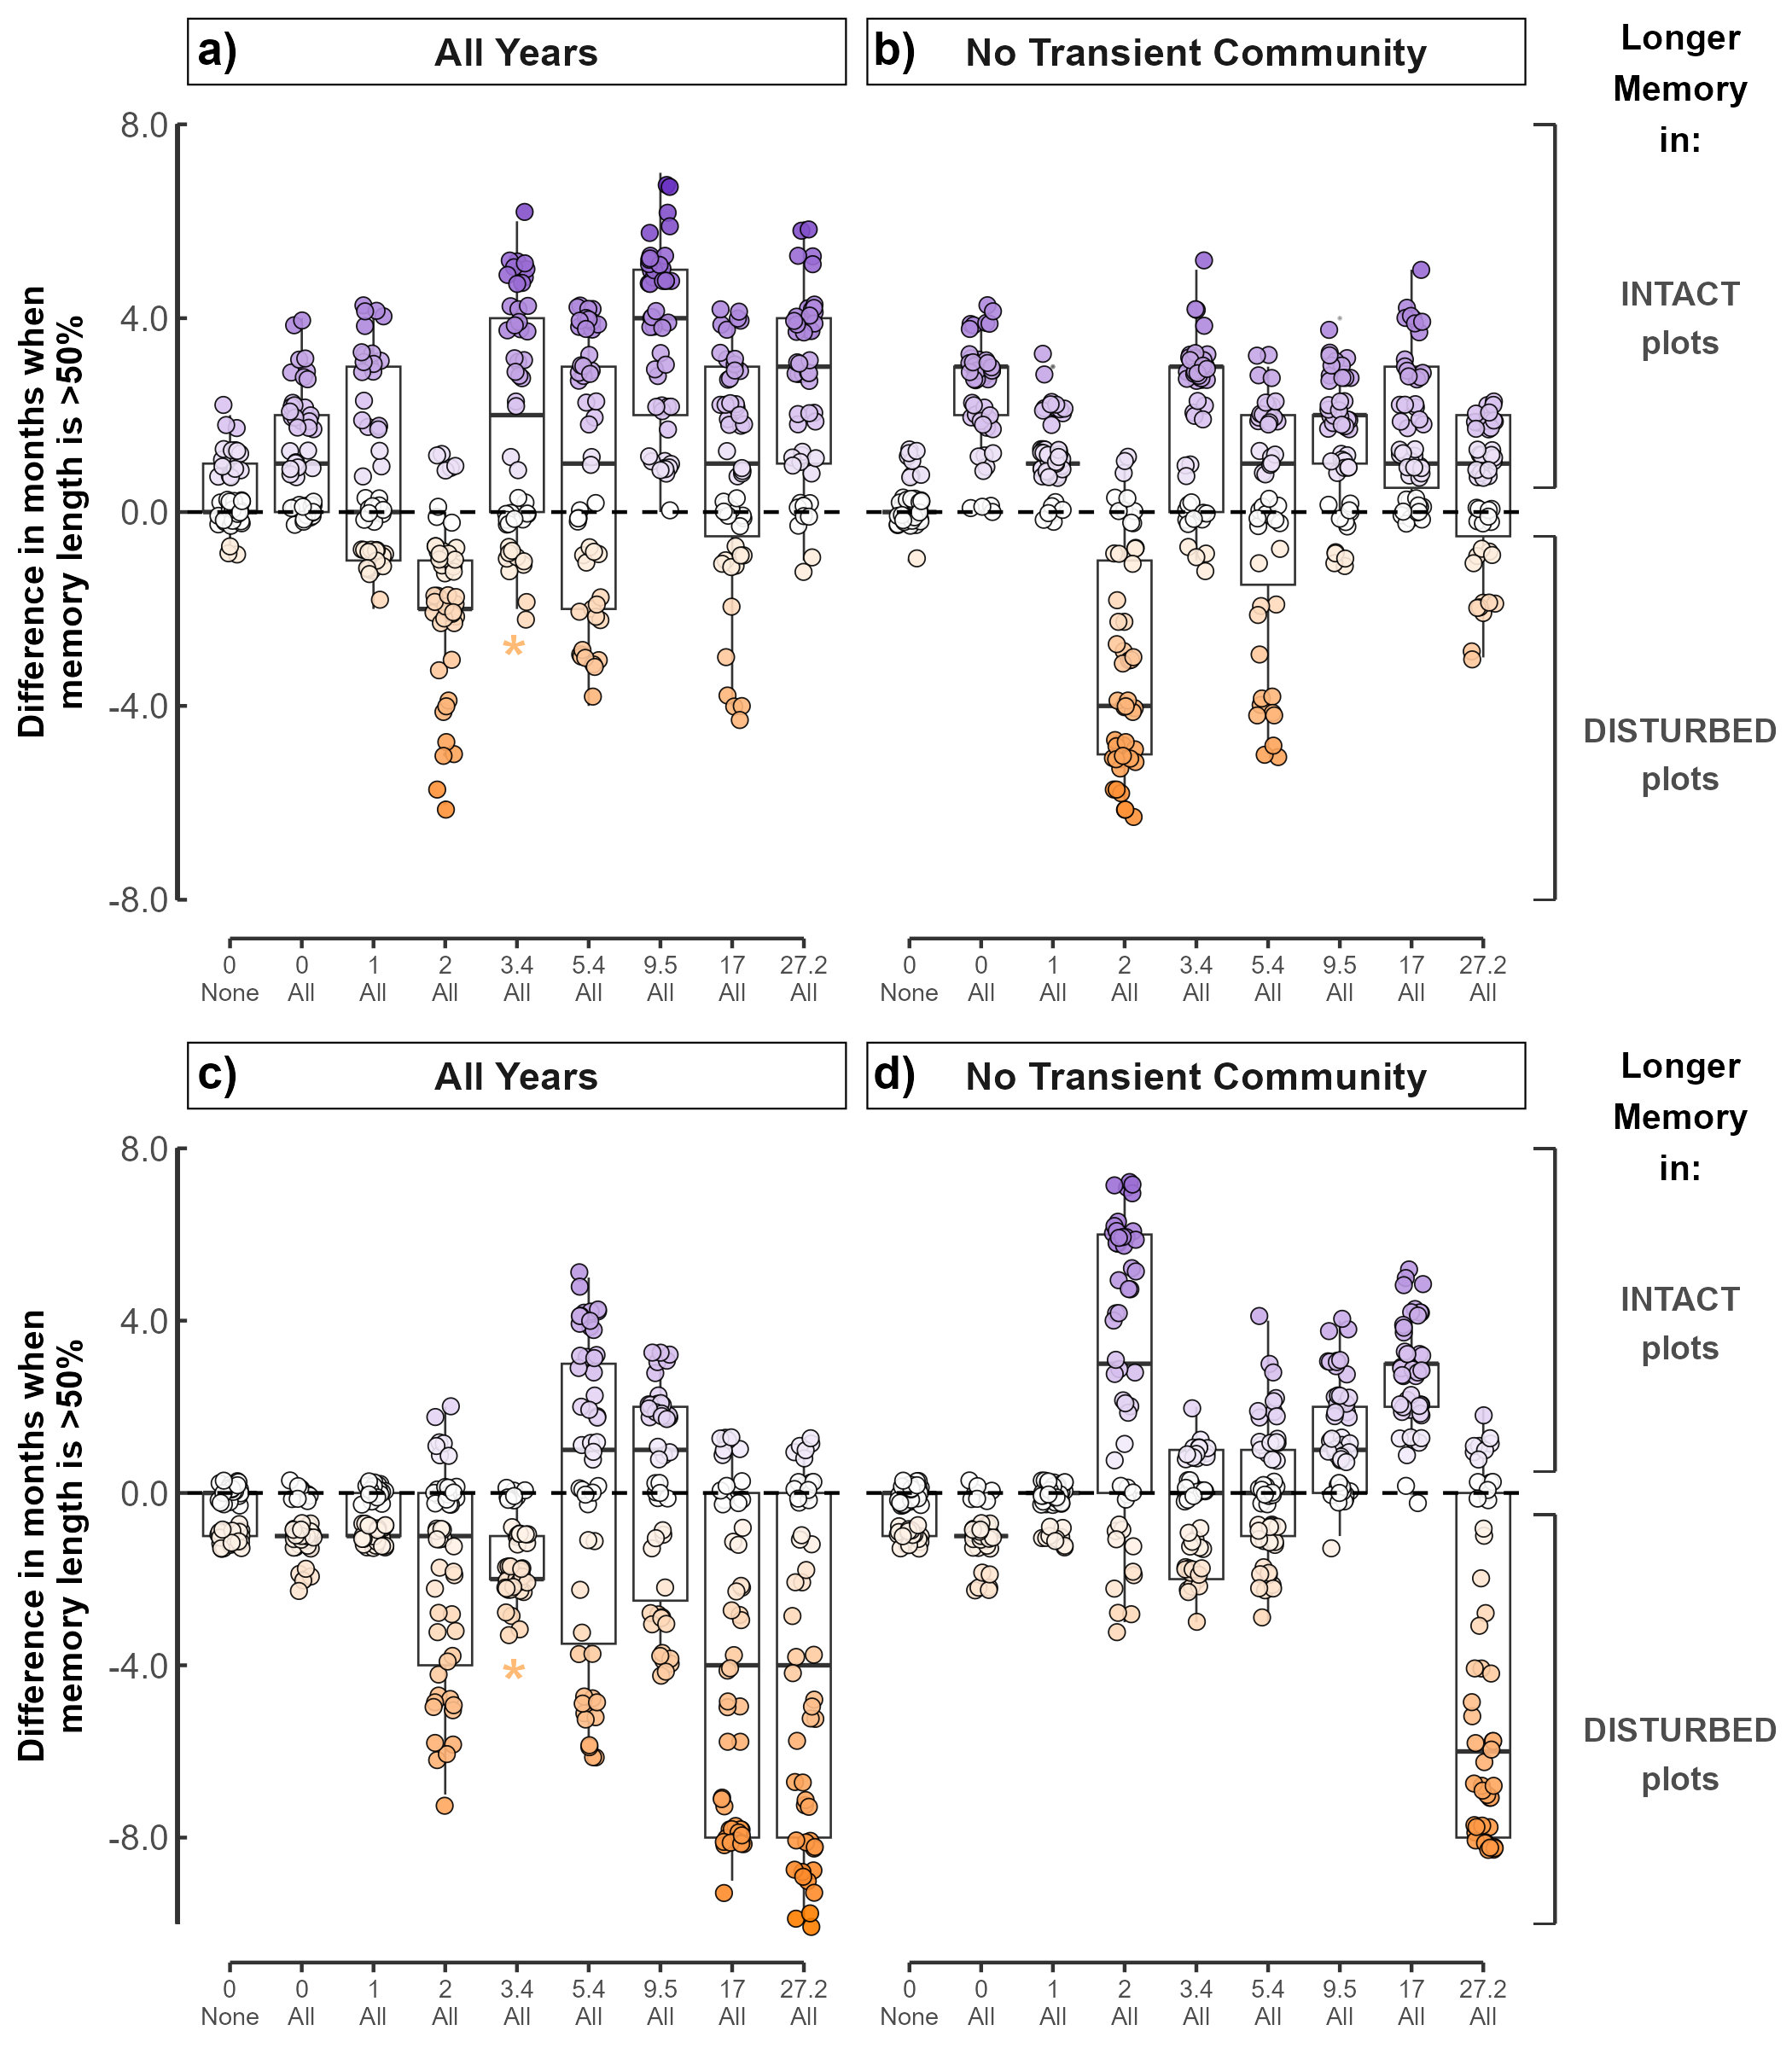 a) All Years
b) No Transient Community
Longer
Memory
in:
Difference in months when
memory length is >50%
8.0
4.0
0.0
-4.0
-8.0
*
INTACT
plots
DISTURBED
plots
0 0 1 2 3.4 5.4 9.5 17 27.2
None All All All All All All All All
0 0 1 2 3.4 5.4 9.5 17 27.2
None All All All All All All All All
c) All Years
d) No Transient Community
Longer
Memory
in:
Difference in months when
memory length is >50%
8.0
4.0
0.0
-4.0
-8.0
*
INTACT
plots
DISTURBED
plots
0 0 1 2 3.4 5.4 9.5 17 27.2
None All All All All All All All All
0 0 1 2 3.4 5.4 9.5 17 27.2
None All All All All All All All All